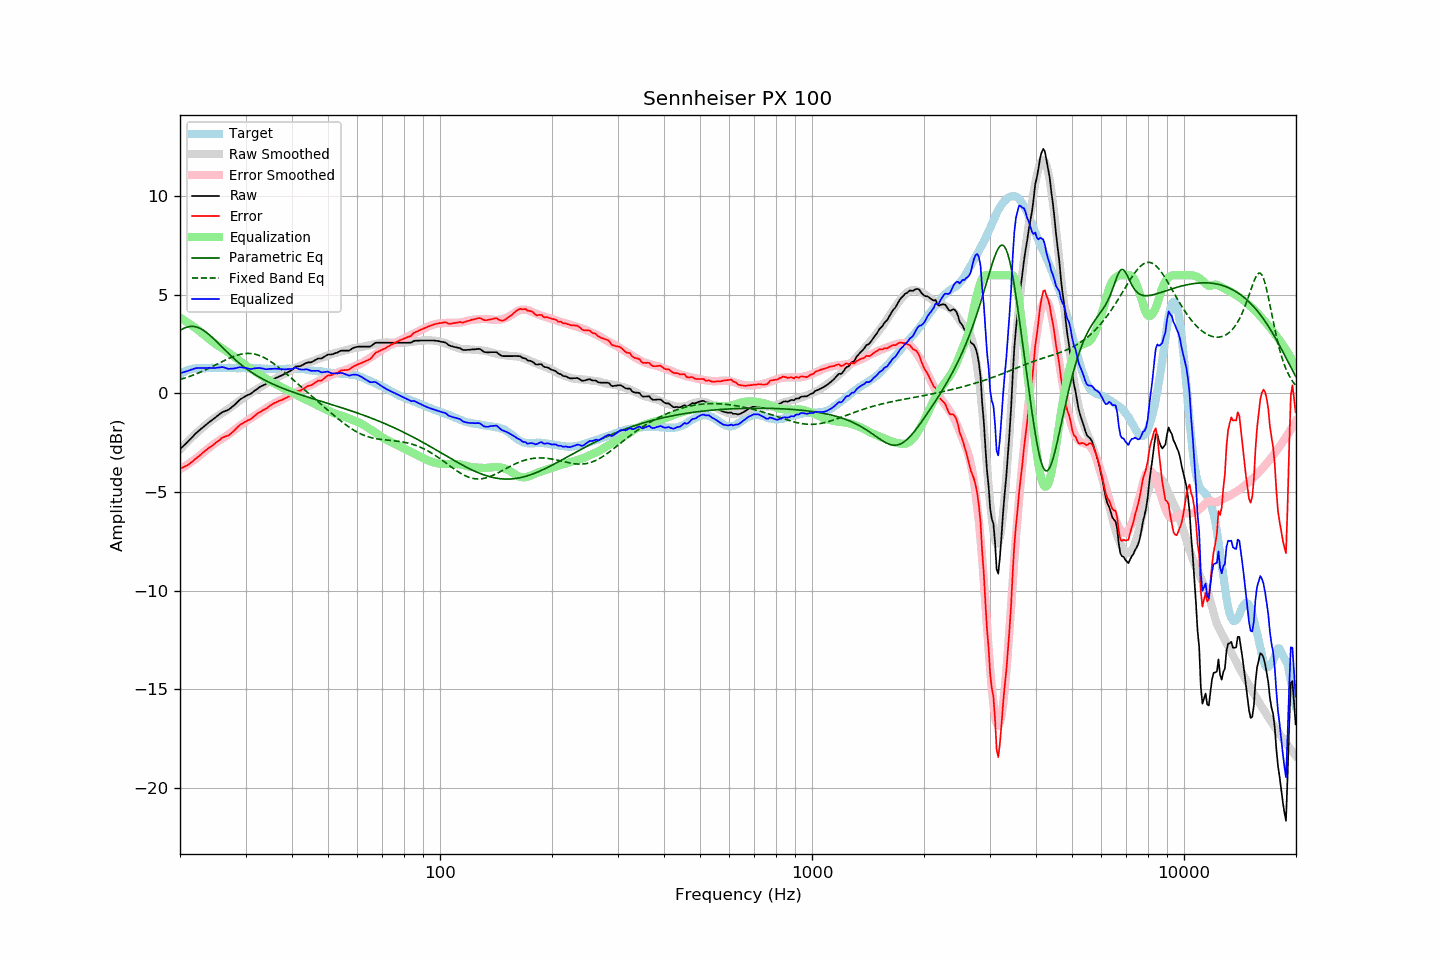 Sennheiser PX 100
Target
Raw Smoothed
Error Smoothed
Raw
Error
Equalization
Parametric Eq
Fixed Band Eq
Equalized
10
5
0
−5
−10
−15
−20
Amplitude (dBr)
100
1000
10000
Frequency (Hz)